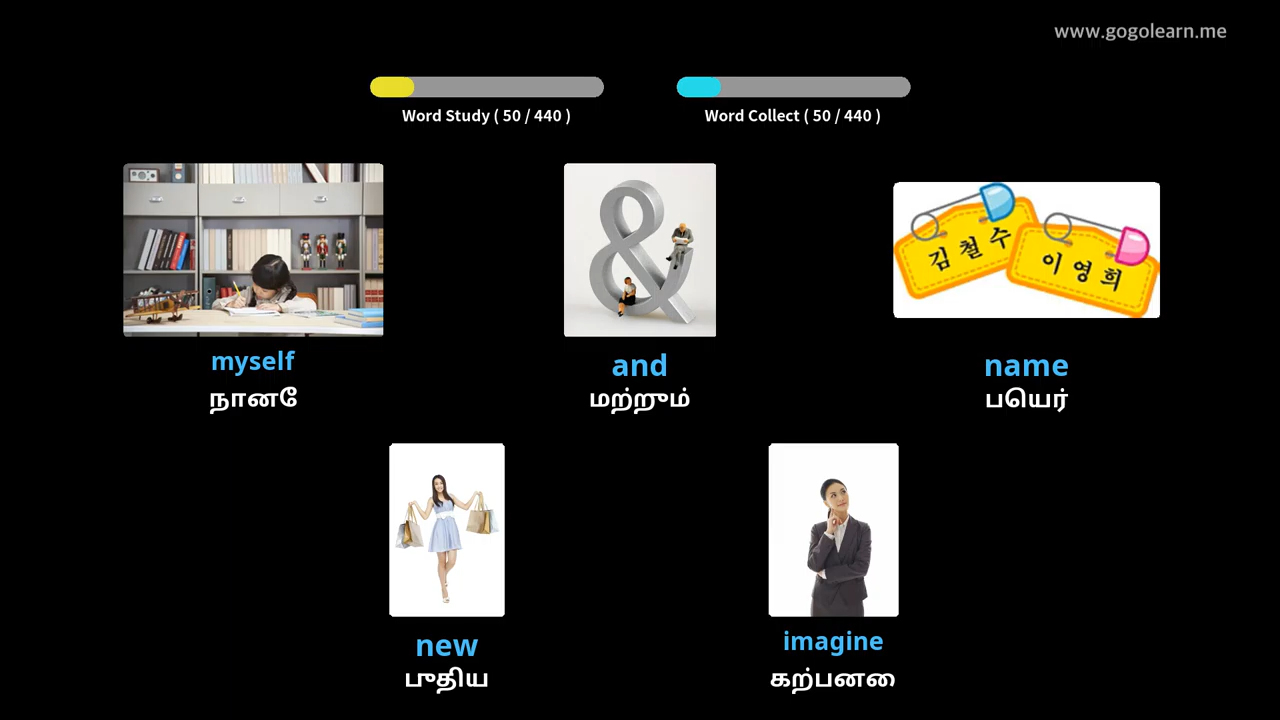 www.gogolearn.me
Word Study ( 50 / 440 )
Word Collect ( 50 / 440 )
김철수
이영희
myself
நானே
and
மற்றும்
name
பெயர்
new
புதிய
imagine
கற்பனை